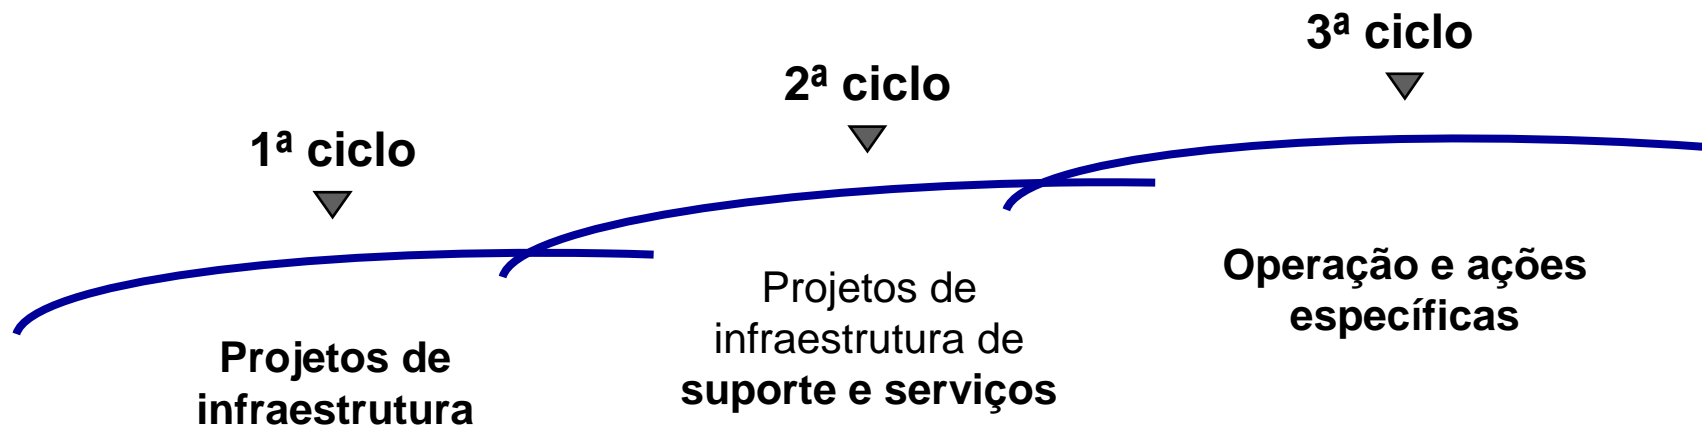 1ª ciclo
Projetos de
infraestrutura
2ª ciclo
Projetos de
infraestrutura de
suporte e serviços
3ª ciclo
Operação e ações
específicas